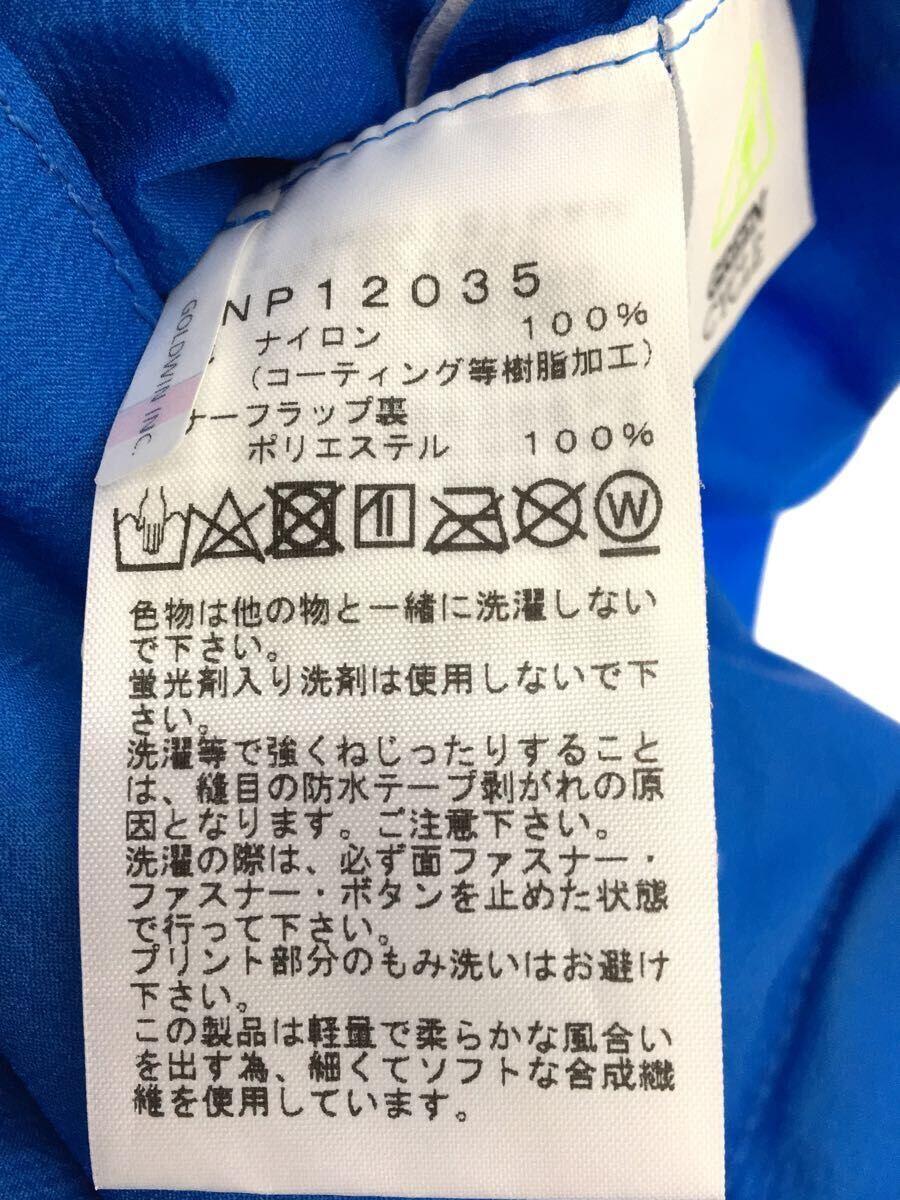 NP12035
ナイロン 100%
(コーティング等樹脂加工)
ナーフラップ裏
ポリエステル 100%
W
色物は他の物と一緒に洗濯しない
で下さい。
蛍光剤入り洗剤は使用しないで下
さい。
洗濯等で強くねじったりすること
は、縫目の防水テープ剥がれの原
因となります。ご注意下さい。
洗濯の際は、必ず面ファスナー・
ファスナー・ボタンを止めた状態
で行って下さい。
プリント部分のもみ洗いはお避け
下さい。
この製品は軽量で柔らかな風合い
を出す為、細くてソフトな合成繊
維を使用しています。
GOLDWIN INC.
GREEN
CYCLE